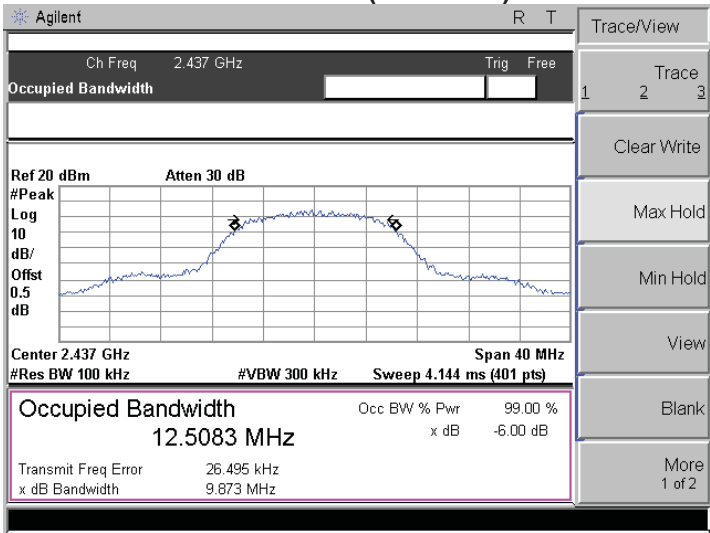 Agilent R T
Trace/View
Ch Freq 2.437 GHz Trig Free
Occupied Bandwidth
Trace
1 2 3
Clear Write
Ref 20 dBm Atten 30 dB
#Peak
Log
10
dB/
Offst
0.5
dB
Max Hold
Min Hold
Center 2.437 GHz Span 40 MHz
#Res BW 100 kHz #VBW 300 kHz Sweep 4.144 ms (401 pts)
View
Occupied Bandwidth
12.5083 MHz
Occ BW % Pwr 99.00 %
x dB -6.00 dB
Transmit Freq Error 26.495 kHz
x dB Bandwidth 9.873 MHz
Blank
More
1 of 2